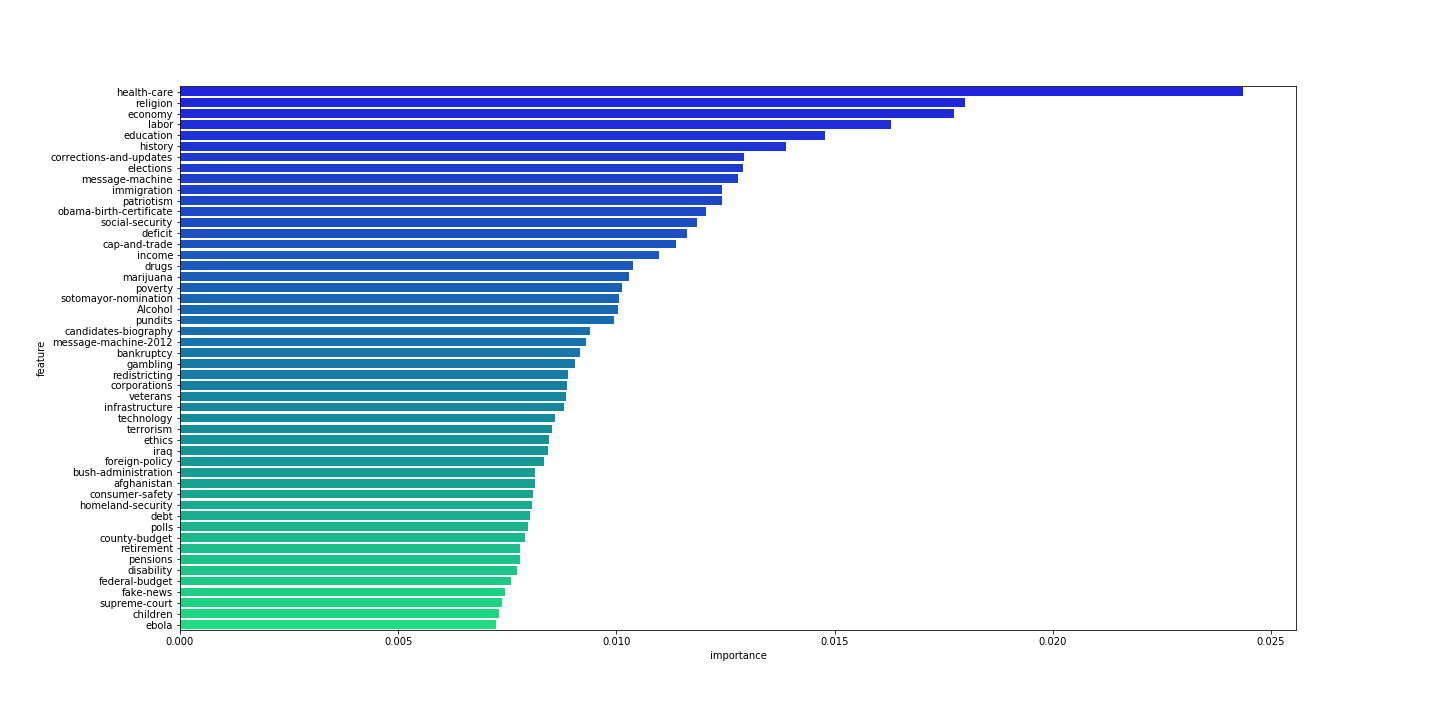 health-care
religion
economy
labor
education
history
corrections-and-updates
elections
message-machine
immigration
patriotism
obama-birth-certificate
social-security
deficit
cap-and-trade
income
drugs
marijuana
poverty
sotomayor-nomination
Alcohol
pundits
candidates-biography
message-machine-2012
bankruptcy
gambling
redistricting
corporations
veterans
infrastructure
technology
terrorism
ethics
iraq
foreign-policy
bush-administration
afghanistan
consumer-safety
homeland-security
debt
polls
county-budget
retirement
pensions
disability
federal-budget
fake-news
supreme-court
children
ebola
feature
0.000 0.005 0.010 0.015 0.020 0.025
importance